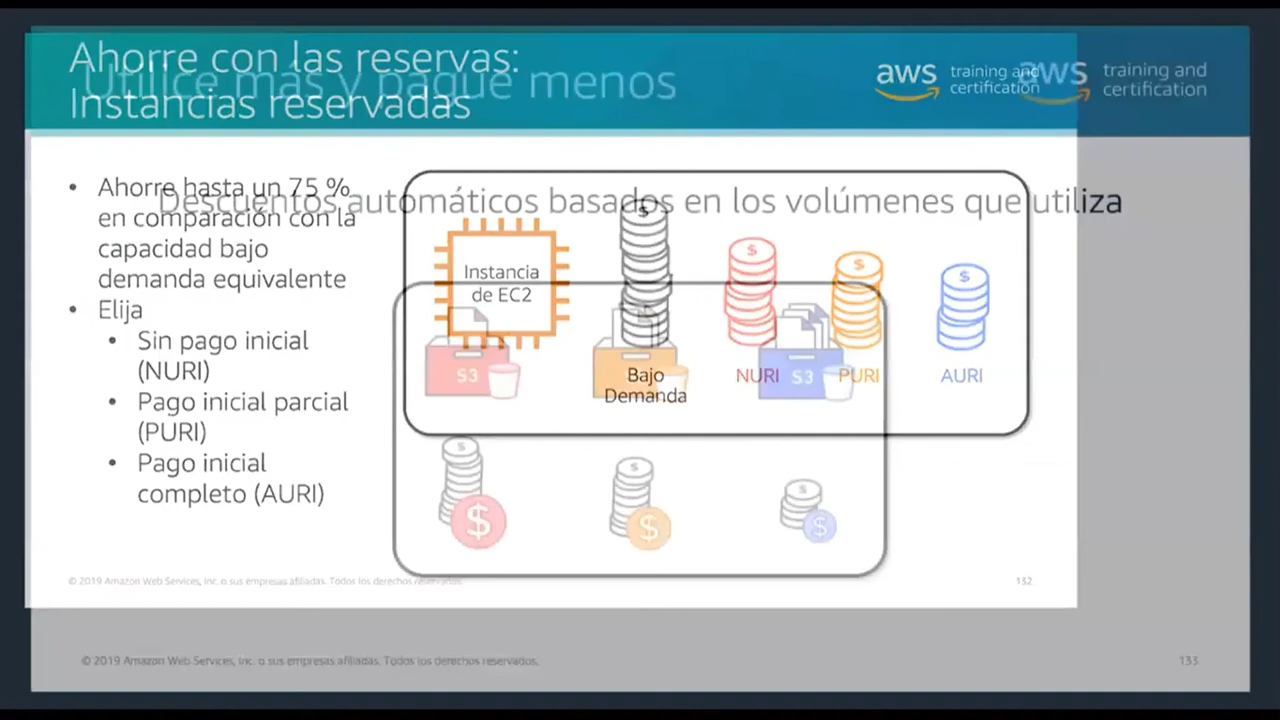 Ahorre con las reservas:
Instancias reservadas
Utilice más y pague menos
aws training and
certification
aws training and
certification
Descuentos automáticos basados en los volúmenes que utiliza
• Ahorre hasta un 75 %
en comparación con la
capacidad bajo
demanda equivalente
• Elija
• Sin pago inicial
(NURI)
• Pago inicial parcial
(PURI)
• Pago inicial
completo (AURI)
Instancia
de EC2
Bajo
Demanda
NURI
PURI
AURI
S3
S3
$
$
$
$
$
$
$
$
$
$
© 2019 Amazon Web Services, Inc. o sus empresas afiliadas. Todos los derechos reservados.
132
© 2019 Amazon Web Services, Inc. o sus empresas afiliadas. Todos los derechos reservados.
133